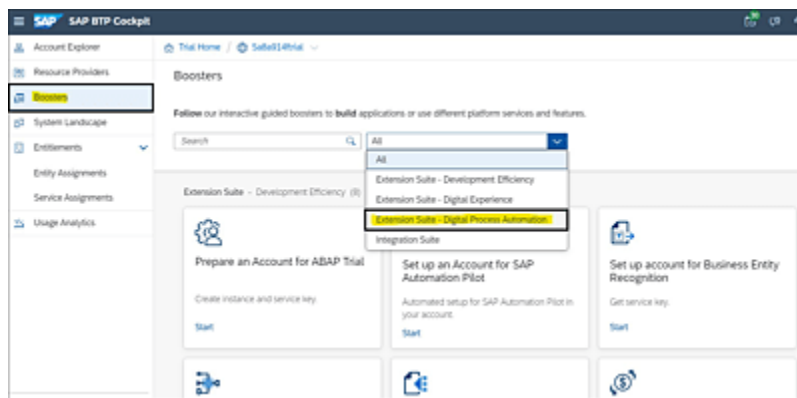 SAP SAP BTP Cockpit
Account Explorer
Resource Providers
Boosters
System Landscape
Entitlements
Entity Assignments
Service Assignments
Usage Analytics
Trial Home /
Boosters
Follow our interactive guided boosters to build applications or use different platform services and features.
Search
All
All
Extension Suite - Development Efficiency
Extension Suite - Digital Experience
Extension Suite - Digital Process Automation
Integration Suite
Extension Suite - Development Efficiency (8)
Prepare an Account for ABAP Trial
Create instance and service key.
Start
Set up an Account for SAP
Automation Pilot
Automated setup for SAP Automation Pilot in
your account.
Start
Set up account for Business Entity
Recognition
Get service key.
Start